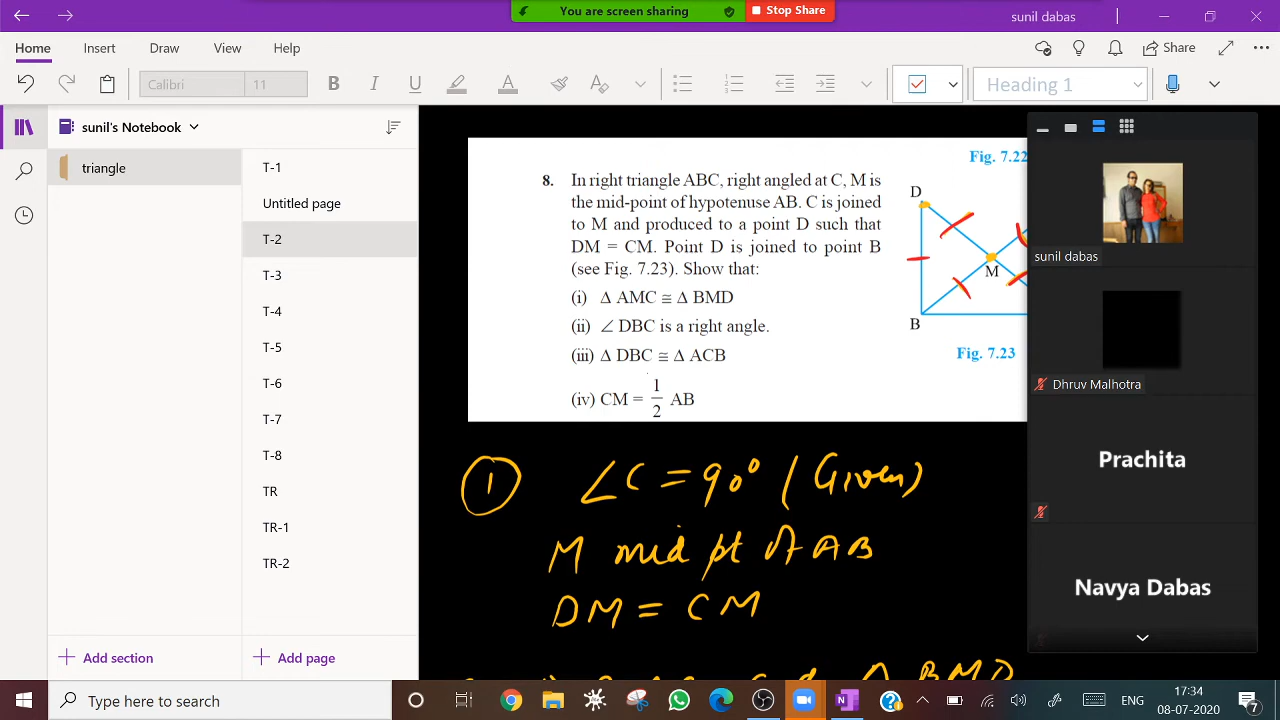 You are screen sharing
Stop Share
sunil dabas
Home Insert Draw View Help
Share
Calibri 11 B I U A Heading 1
sunil's Notebook
triangle
T-1
Untitled page
T-2
T-3
T-4
T-5
T-6
T-7
T-8
TR
TR-1
TR-2
Add section
Add page
Fig. 7.22
8. In right triangle ABC, right angled at C, M is
the mid-point of hypotenuse AB. C is joined
to M and produced to a point D such that
DM = CM. Point D is joined to point B
(see Fig. 7.23). Show that:
(i) Δ AMC ≅ Δ BMD
(ii) ∠ DBC is a right angle.
(iii) Δ DBC ≅ Δ ACB
(iv) CM = 1/2 AB
D
M
B
Fig. 7.23
1 ∠C = 90° (Given)
M mid pt of AB
DM = CM
Δ BMD
sunil dabas
Dhruv Malhotra
Prachita
Navya Dabas
Type here to search
ENG
17:34
08-07-2020
7